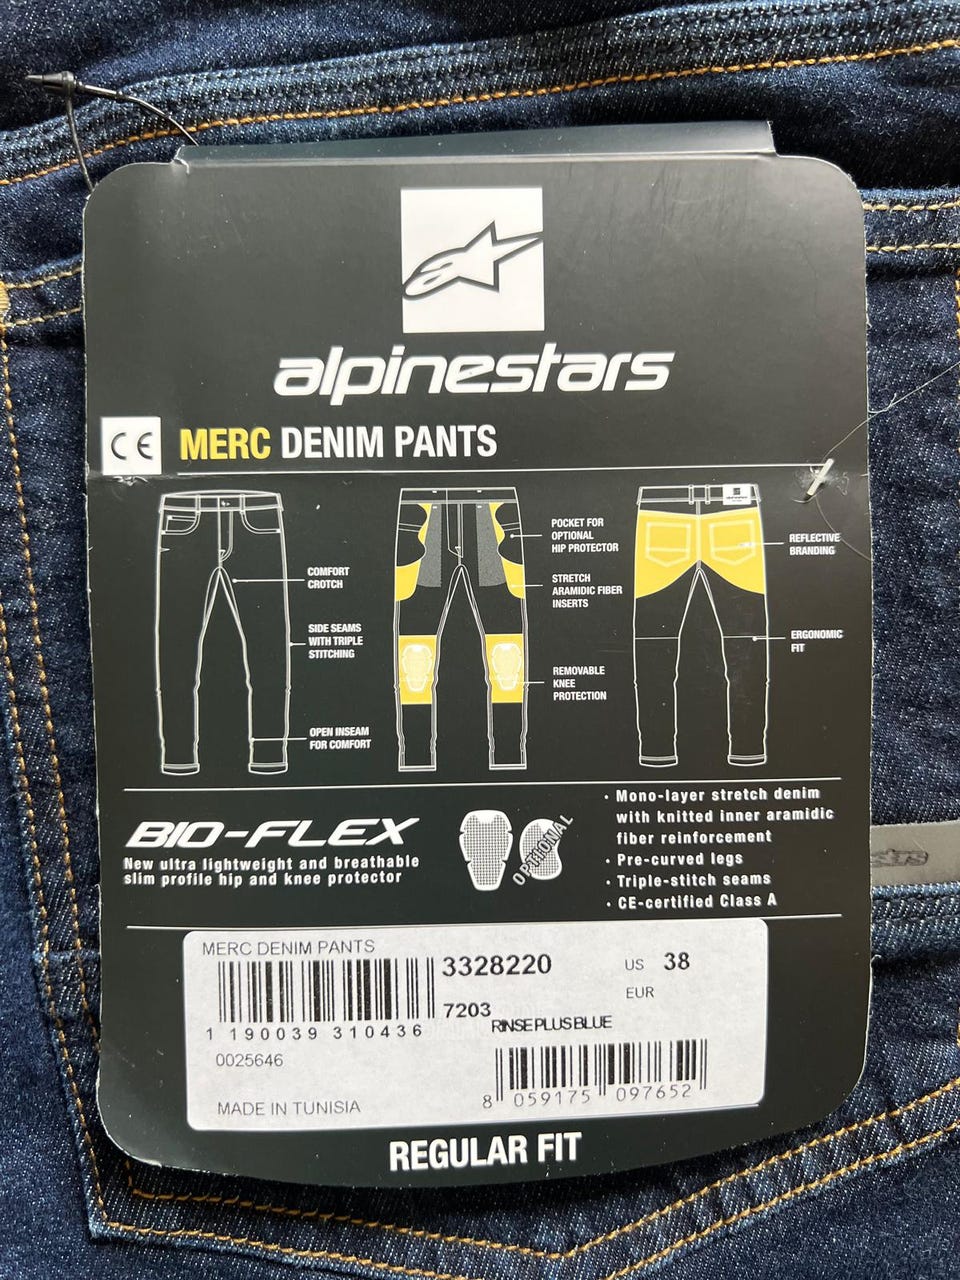 alpinestars
CE
MERC DENIM PANTS
COMFORT
CROTCH
SIDE SEAMS
WITH TRIPLE
STITCHING
OPEN INSEAM
FOR COMFORT
POCKET FOR
OPTIONAL
HIP PROTECTOR
STRETCH
ARAMIDIC FIBER
INSERTS
REMOVABLE
KNEE
PROTECTION
REFLECTIVE
BRANDING
ERGONOMIC
FIT
BIO-FLEX
New ultra lightweight and breathable
slim profile hip and knee protector
OPTIONAL
· Mono-layer stretch denim
with knitted inner aramidic
fiber reinforcement
· Pre-curved legs
· Triple-stitch seams
· CE-certified Class A
MERC DENIM PANTS
3328220
US 38
EUR
7203
RINSE PLUS BLUE
1 190039 310436
0025646
8 059175 097652
MADE IN TUNISIA
REGULAR FIT